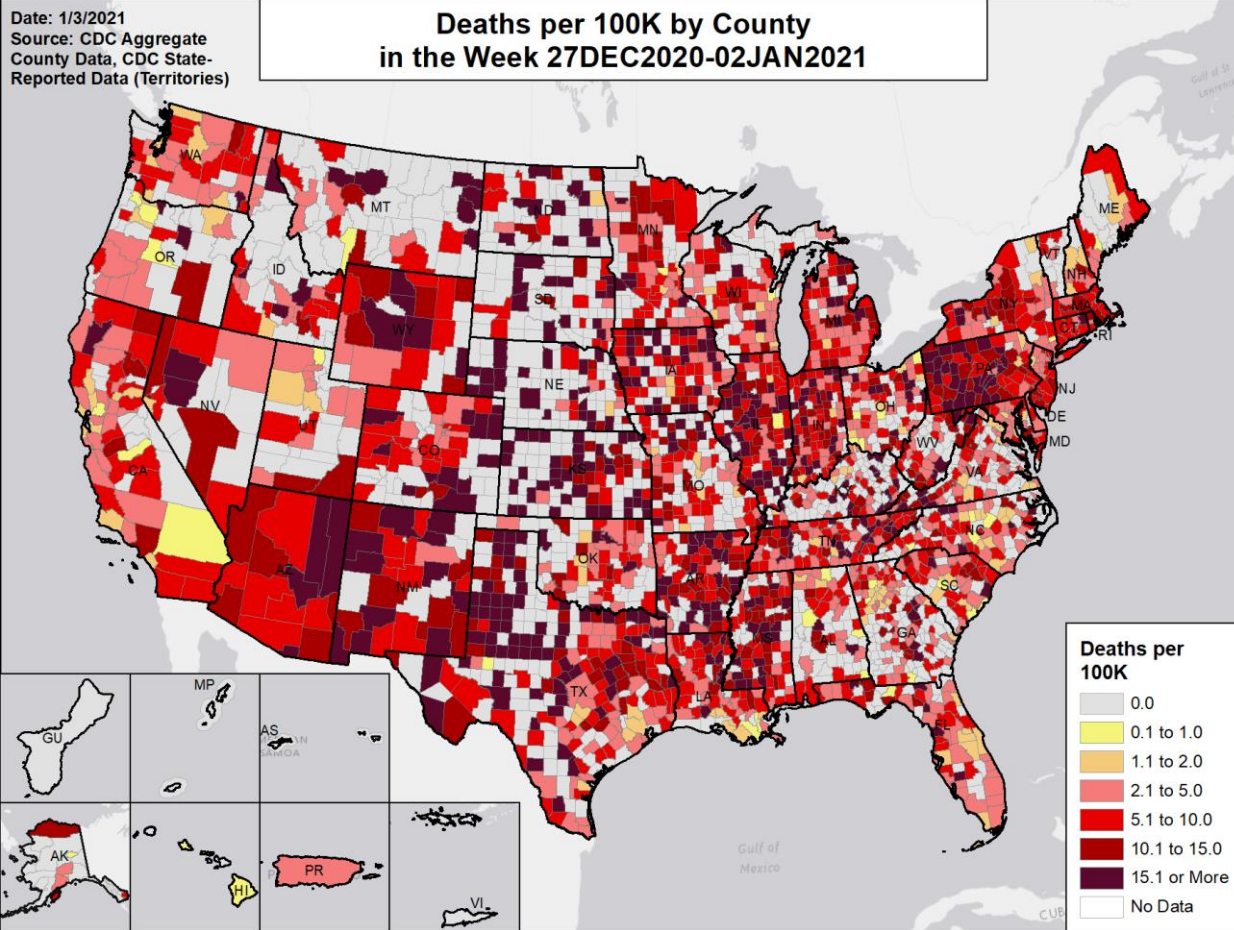 Date: 1/3/2021
Source: CDC Aggregate
County Data, CDC State-
Reported Data (Territories)
Deaths per 100K by County
in the Week 27DEC2020-02JAN2021
Gulf of St
Lawrence
WA
MT
ND
MN
ME
OR
ID
SD
WI
MI
VT
NH
NY
MA
CT
RI
WY
IA
PA
NE
NJ
NV
UT
CO
IL
IN
OH
DE
MD
WV
VA
CA
KS
MO
KY
AZ
NM
OK
AR
TN
NC
SC
MS
AL
GA
TX
LA
FL
Gulf of
Mexico
CUB
GU
MP
AS
SAMOA
AK
HI
PR
VI
Deaths per
100K
0.0
0.1 to 1.0
1.1 to 2.0
2.1 to 5.0
5.1 to 10.0
10.1 to 15.0
15.1 or More
No Data